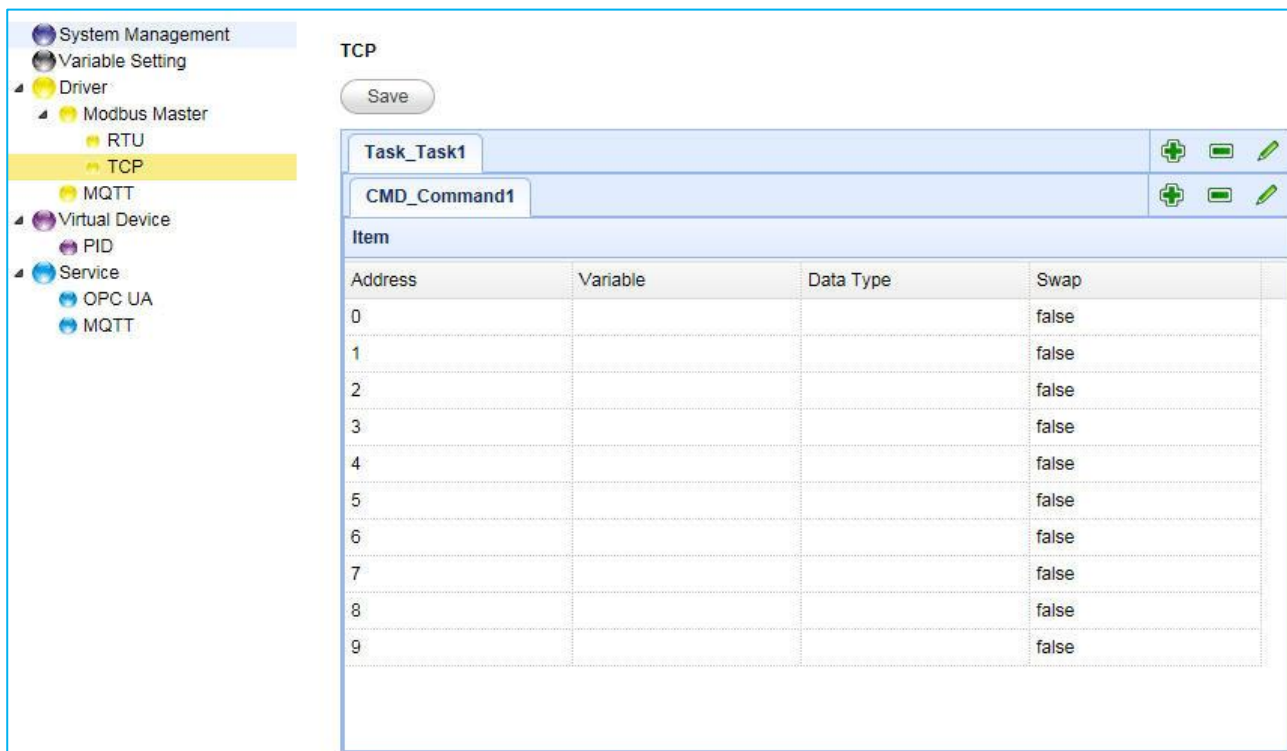 System Management
Variable Setting
Driver
Modbus Master
RTU
TCP
MQTT
Virtual Device
PID
Service
OPC UA
MQTT
TCP
Save
Task_Task1
CMD_Command1
Item
Address Variable Data Type Swap
0 false
1 false
2 false
3 false
4 false
5 false
6 false
7 false
8 false
9 false